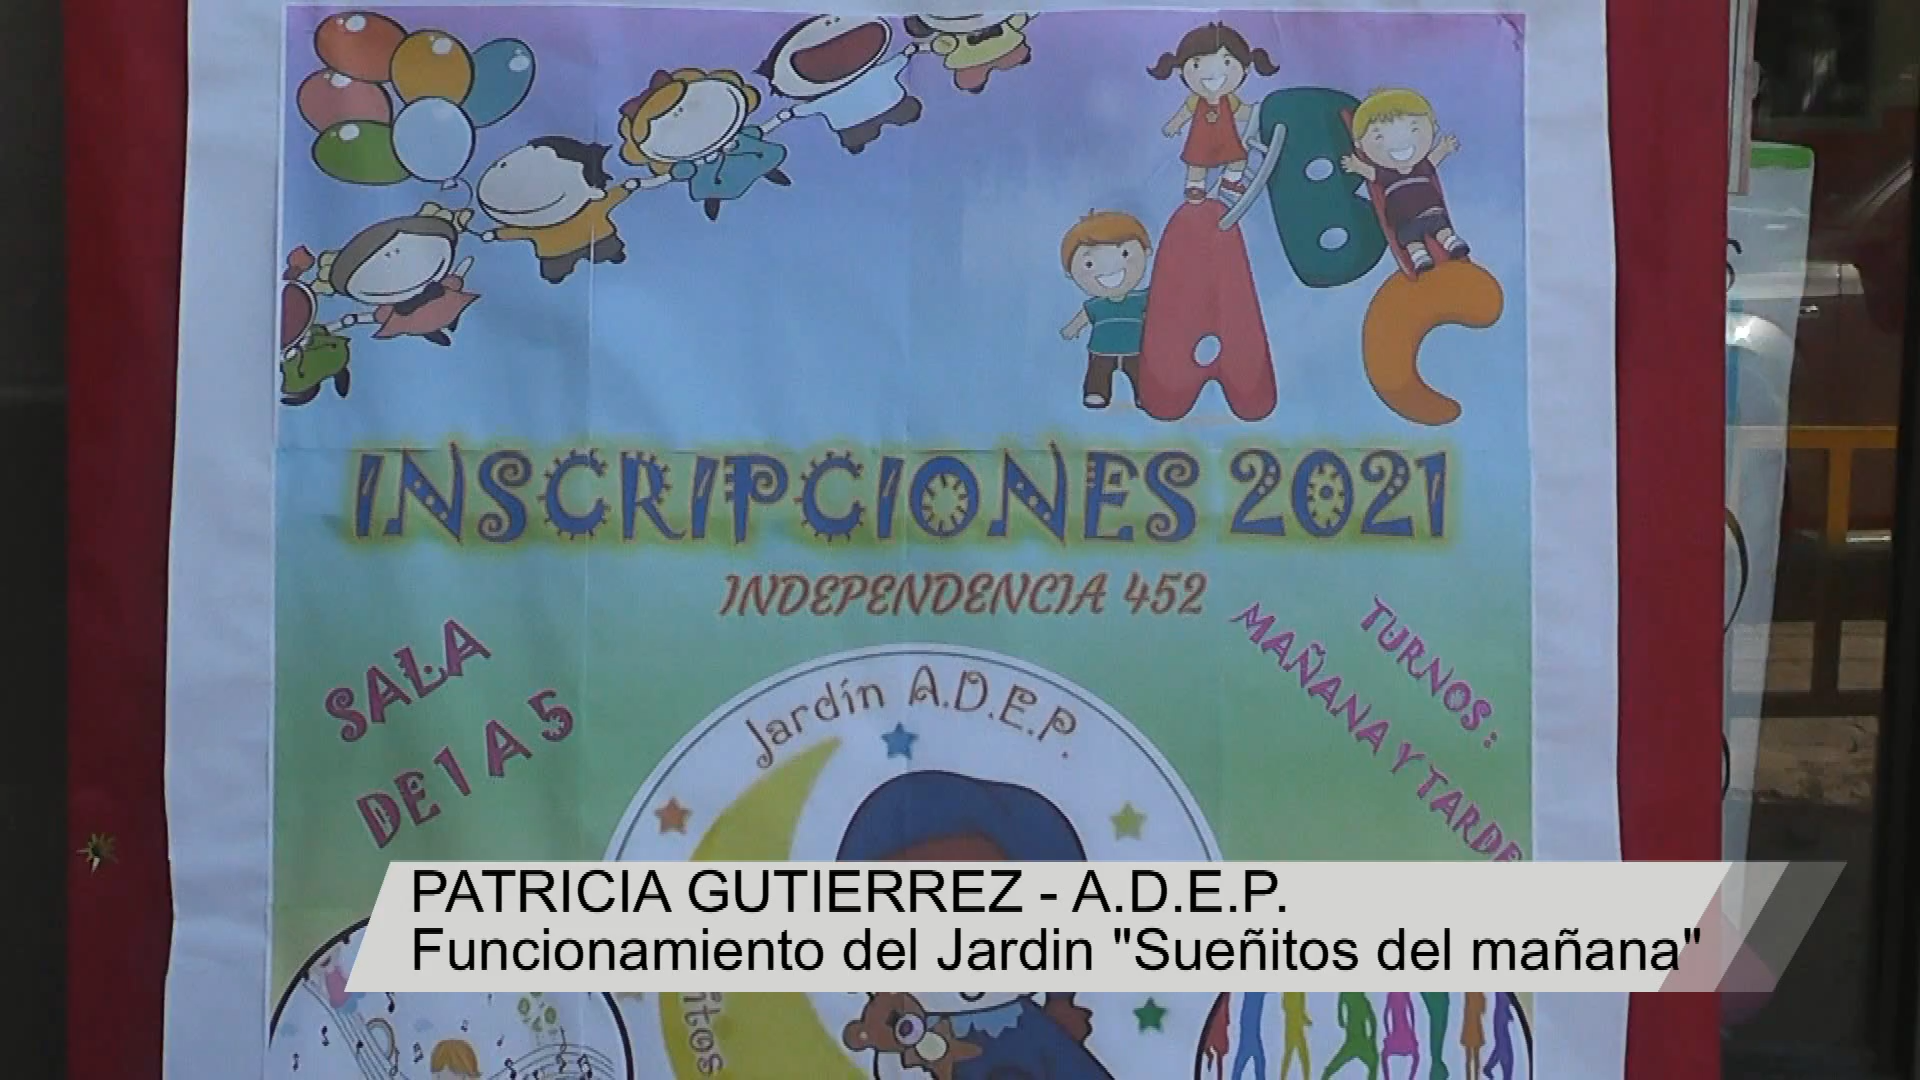 ABC
INSCRIPCIONES 2021
INDEPENDENCIA 452
SALA
DE 1 A 5
TURNOS:
MAÑANA Y TARDE
Jardín A.D.E.P.
PATRICIA GUTIERREZ - A.D.E.P.
Funcionamiento del Jardin "Sueñitos del mañana"